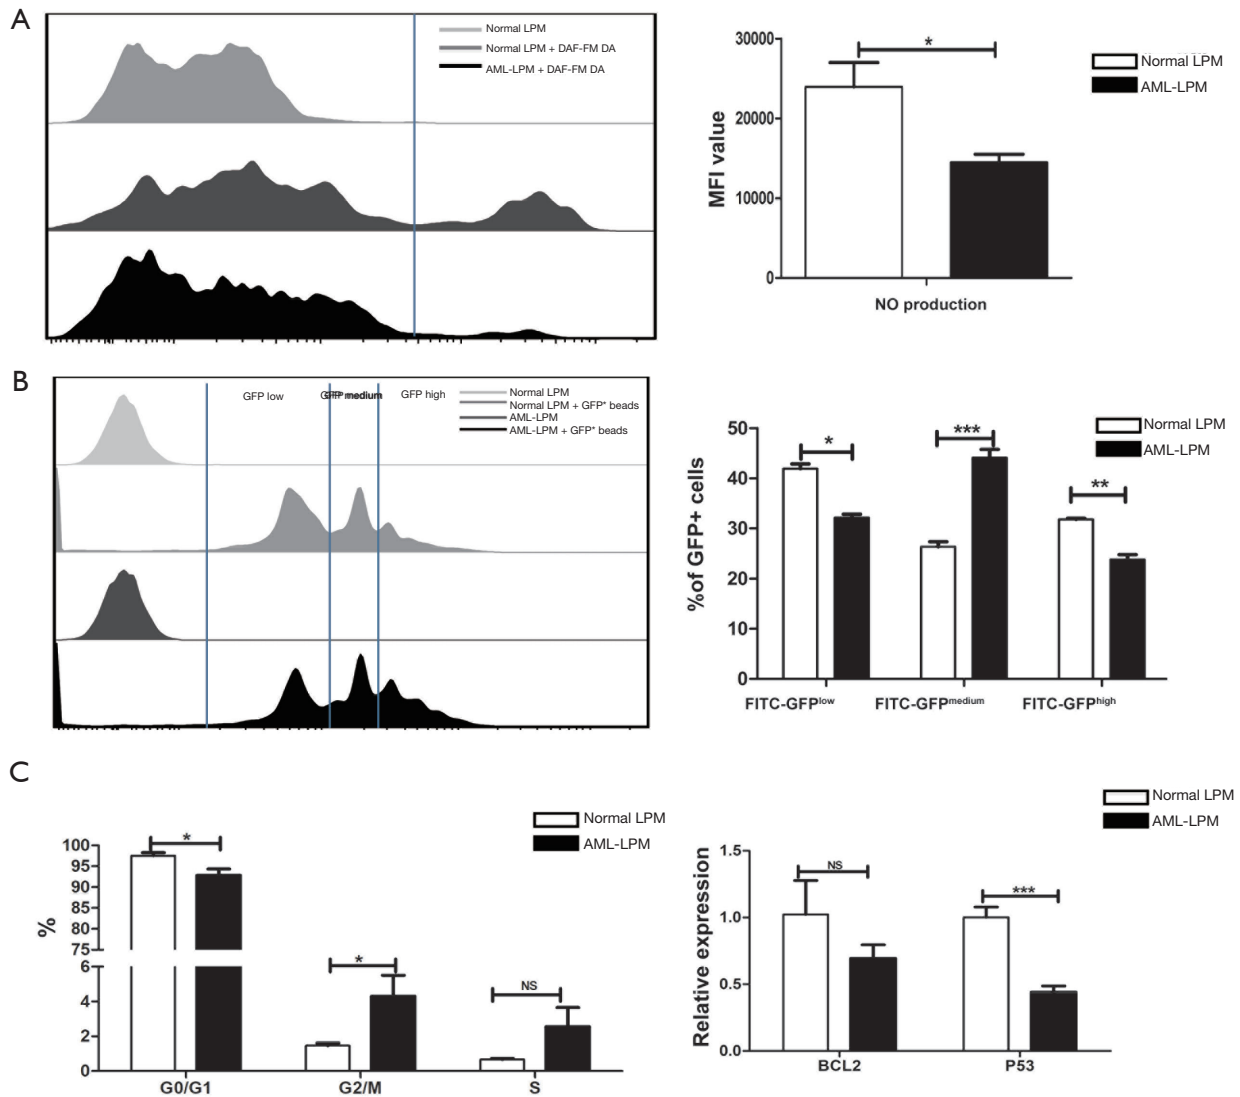 A
Normal LPM
Normal LPM + DAF-FM DA
AML-LPM + DAF-FM DA
30000
20000
10000
0
MFI value
*
NO production
Normal LPM
AML-LPM
B
GFP low
GFP medium
GFP high
Normal LPM
Normal LPM + GFP+ beads
AML-LPM
AML-LPM + GFP+ beads
50
40
30
20
10
0
%of GFP+ cells
*
***
**
FITC-GFPlow
FITC-GFPmedium
FITC-GFPhigh
Normal LPM
AML-LPM
C
100
95
90
85
80
75
6
4
2
0
%
*
*
NS
G0/G1
G2/M
S
Normal LPM
AML-LPM
1.5
1.0
0.5
0.0
Relative expression
NS
***
BCL2
P53
Normal LPM
AML-LPM